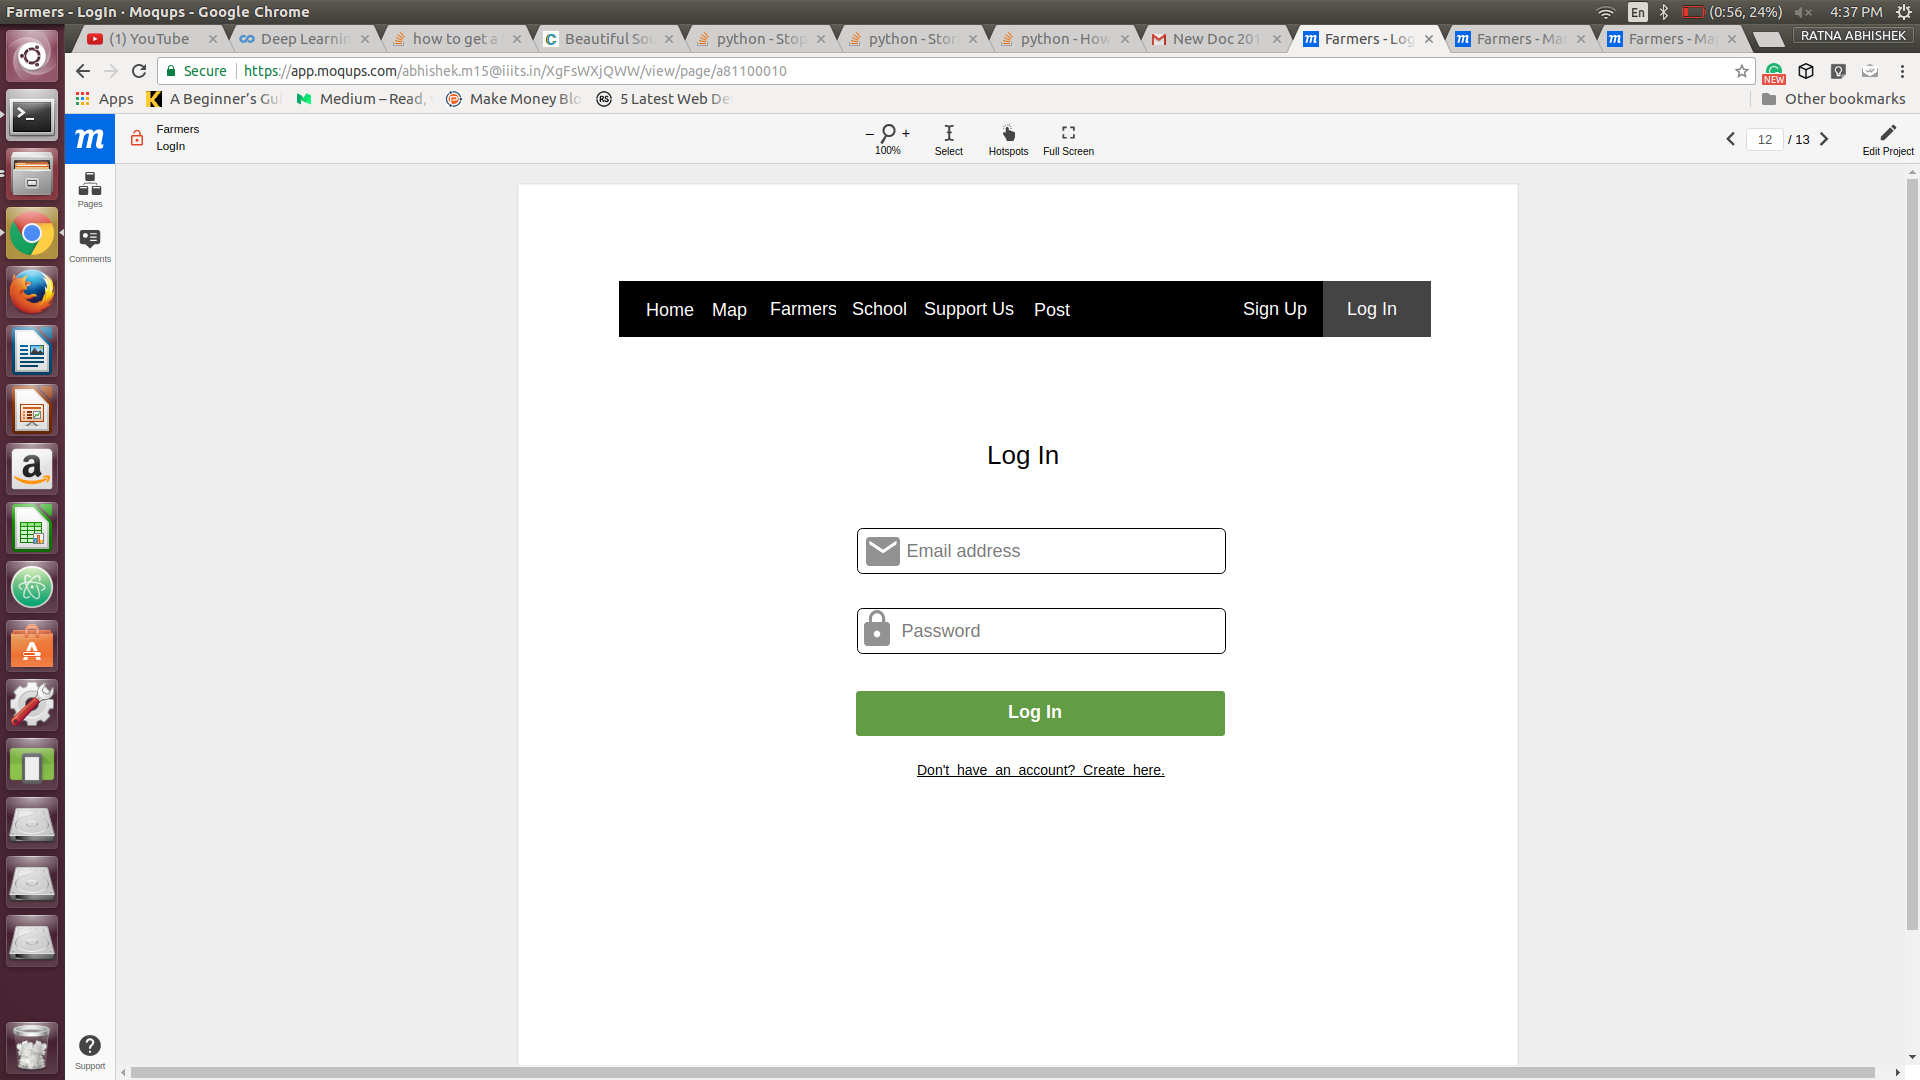 Farmers - LogIn · Moqups - Google Chrome
En (0:56, 24%) 4:37 PM
(1) YouTube
Deep Learnin
how to get a
Beautiful Sou
python - Stop
python - Stor
python - How
New Doc 201
Farmers - Log
Farmers - Ma
Farmers - Ma
RATNA ABHISHEK
Secure https://app.moqups.com/abhishek.m15@iiits.in/XgFsWXjQWW/view/page/a81100010
NEW
Apps
A Beginner's Gui
Medium – Read,
Make Money Blo
RS 5 Latest Web De
Other bookmarks
m
Farmers
LogIn
– +
100%
Select
Hotspots
Full Screen
12 / 13
Edit Project
Pages
Comments
Home Map Farmers School Support Us Post Sign Up Log In
Log In
Email address
Password
Log In
Don't have an account? Create here.
Support